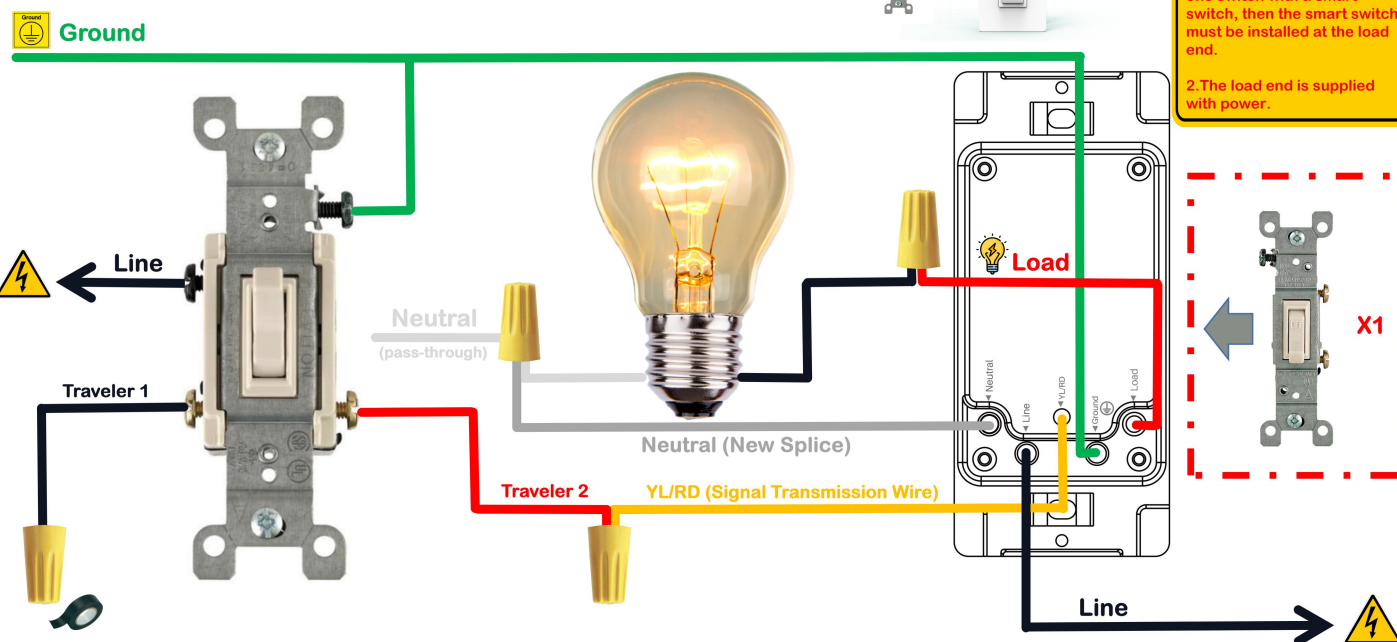 Ground
Ground
switch, then the smart switch
must be installed at the load
end.
2.The load end is supplied
with power.
Line
Load
Neutral
(pass-through)
X1
Traveler 1
Neutral
Line
YL/RD
Ground
Load
Neutral (New Splice)
Traveler 2
YL/RD (Signal Transmission Wire)
Line